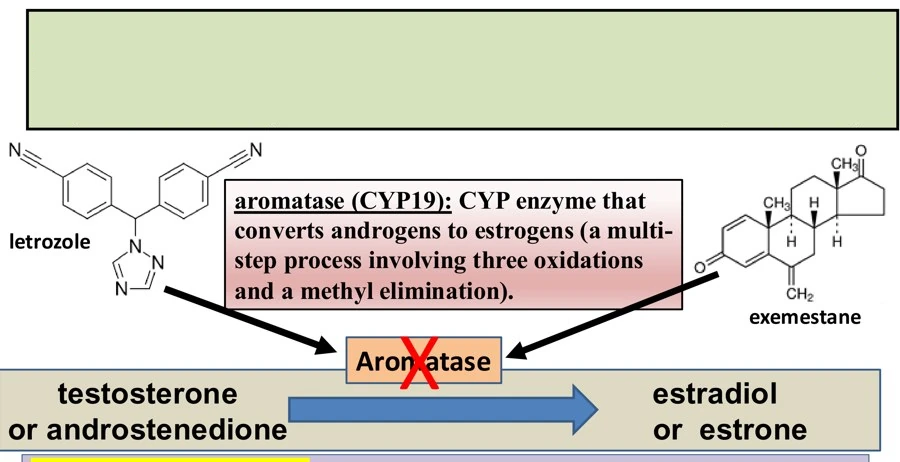 N
N
letrozole
N
N
N
aromatase (CYP19): CYP enzyme that
converts androgens to estrogens (a multi-
step process involving three oxidations
and a methyl elimination).
O
CH3
CH3
H
H
H
O
CH2
exemestane
Aromatase
testosterone
or androstenedione
estradiol
or estrone